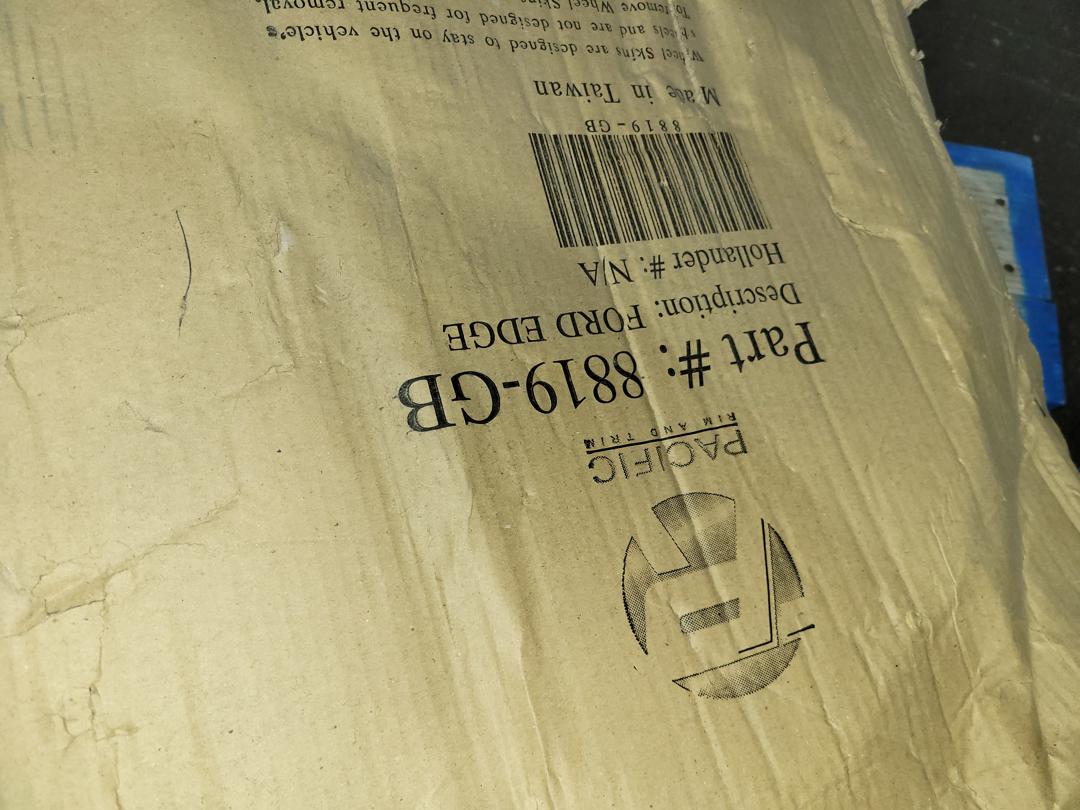 PACIFIC
RIM AND TRIM
Part #: 8819-GB
Description: FORD EDGE
Hollander #: N/A
8819-GB
Made in Taiwan
Wheel Skins are designed to stay on the vehicle's
wheels and are not designed for frequent removal.
To remove Wheel Skins